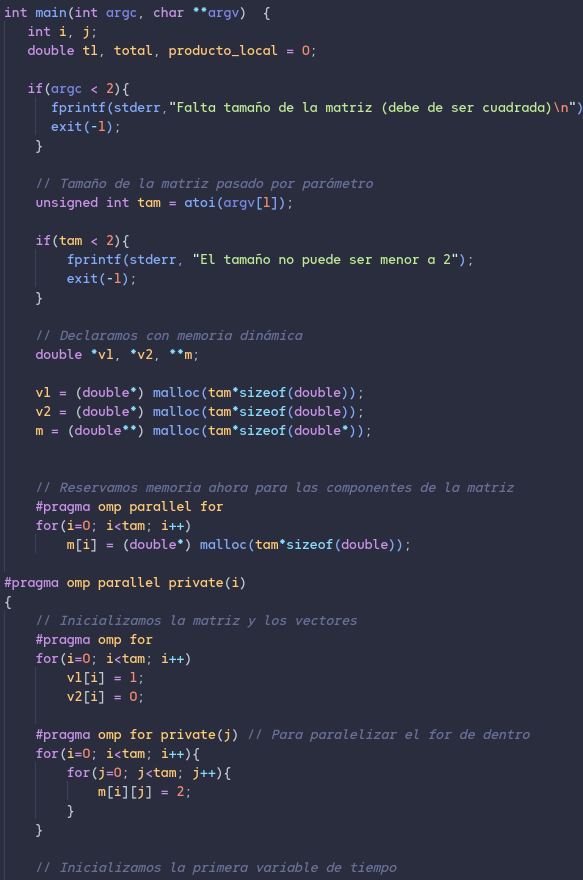 int main(int argc, char **argv)  {
   int i, j;
   double t1, total, producto_local = 0;
   if(argc < 2){
      fprintf(stderr,"Falta tamaño de la matriz (debe de ser cuadrada)\n")
      exit(-1);
    }
    // Tamaño de la matriz pasado por parámetro
    unsigned int tam = atoi(argv[1]);
    if(tam < 2){
        fprintf(stderr, "El tamaño no puede ser menor a 2");
        exit(-1);
    }
    // Declaramos con memoria dinámica
    double *v1, *v2, **m;
    v1 = (double*) malloc(tam*sizeof(double));
    v2 = (double*) malloc(tam*sizeof(double));
    m = (double**) malloc(tam*sizeof(double*));
    // Reservamos memoria ahora para las componentes de la matriz
    #pragma omp parallel for
    for(i=0; i<tam; i++)
        m[i] = (double*) malloc(tam*sizeof(double));
#pragma omp parallel private(i)
{
    // Inicializamos la matriz y los vectores
    #pragma omp for
    for(i=0; i<tam; i++)
        v1[i] = 1;
        v2[i] = 0;
    #pragma omp for private(j) // Para paralelizar el for de dentro
    for(i=0; i<tam; i++){
        for(j=0; j<tam; j++){
            m[i][j] = 2;
        }
    }
    // Inicializamos la primera variable de tiempo